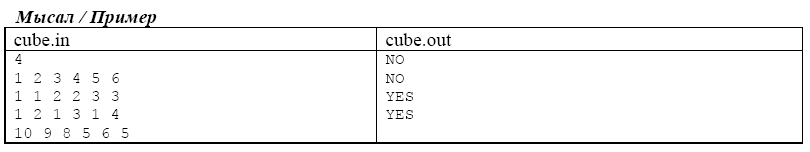 Мысал / Пример
cube.in cube.out
4 NO
1 2 3 4 5 6 NO
1 1 2 2 3 3 YES
1 2 1 3 1 4 YES
10 9 8 5 6 5